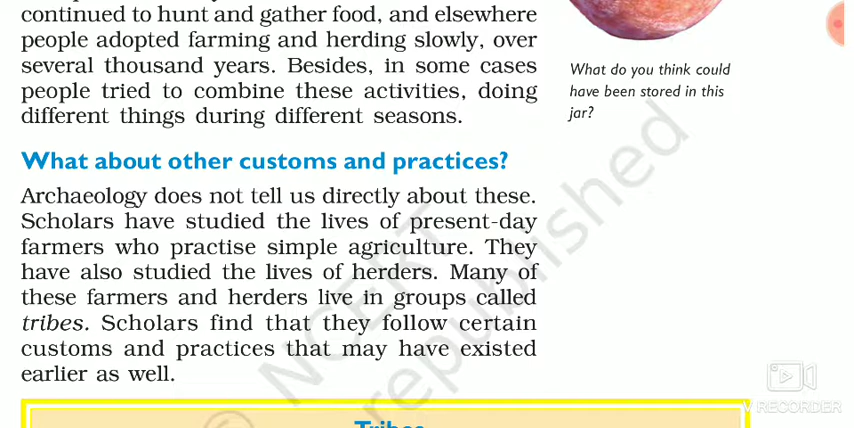 continued to hunt and gather food, and elsewhere
people adopted farming and herding slowly, over
several thousand years. Besides, in some cases
people tried to combine these activities, doing
different things during different seasons.
What do you think could
have been stored in this
jar?
What about other customs and practices?
Archaeology does not tell us directly about these.
Scholars have studied the lives of present-day
farmers who practise simple agriculture. They
have also studied the lives of herders. Many of
these farmers and herders live in groups called
tribes. Scholars find that they follow certain
customs and practices that may have existed
earlier as well.
© NCERT
republished
V RECORDER
Tribes